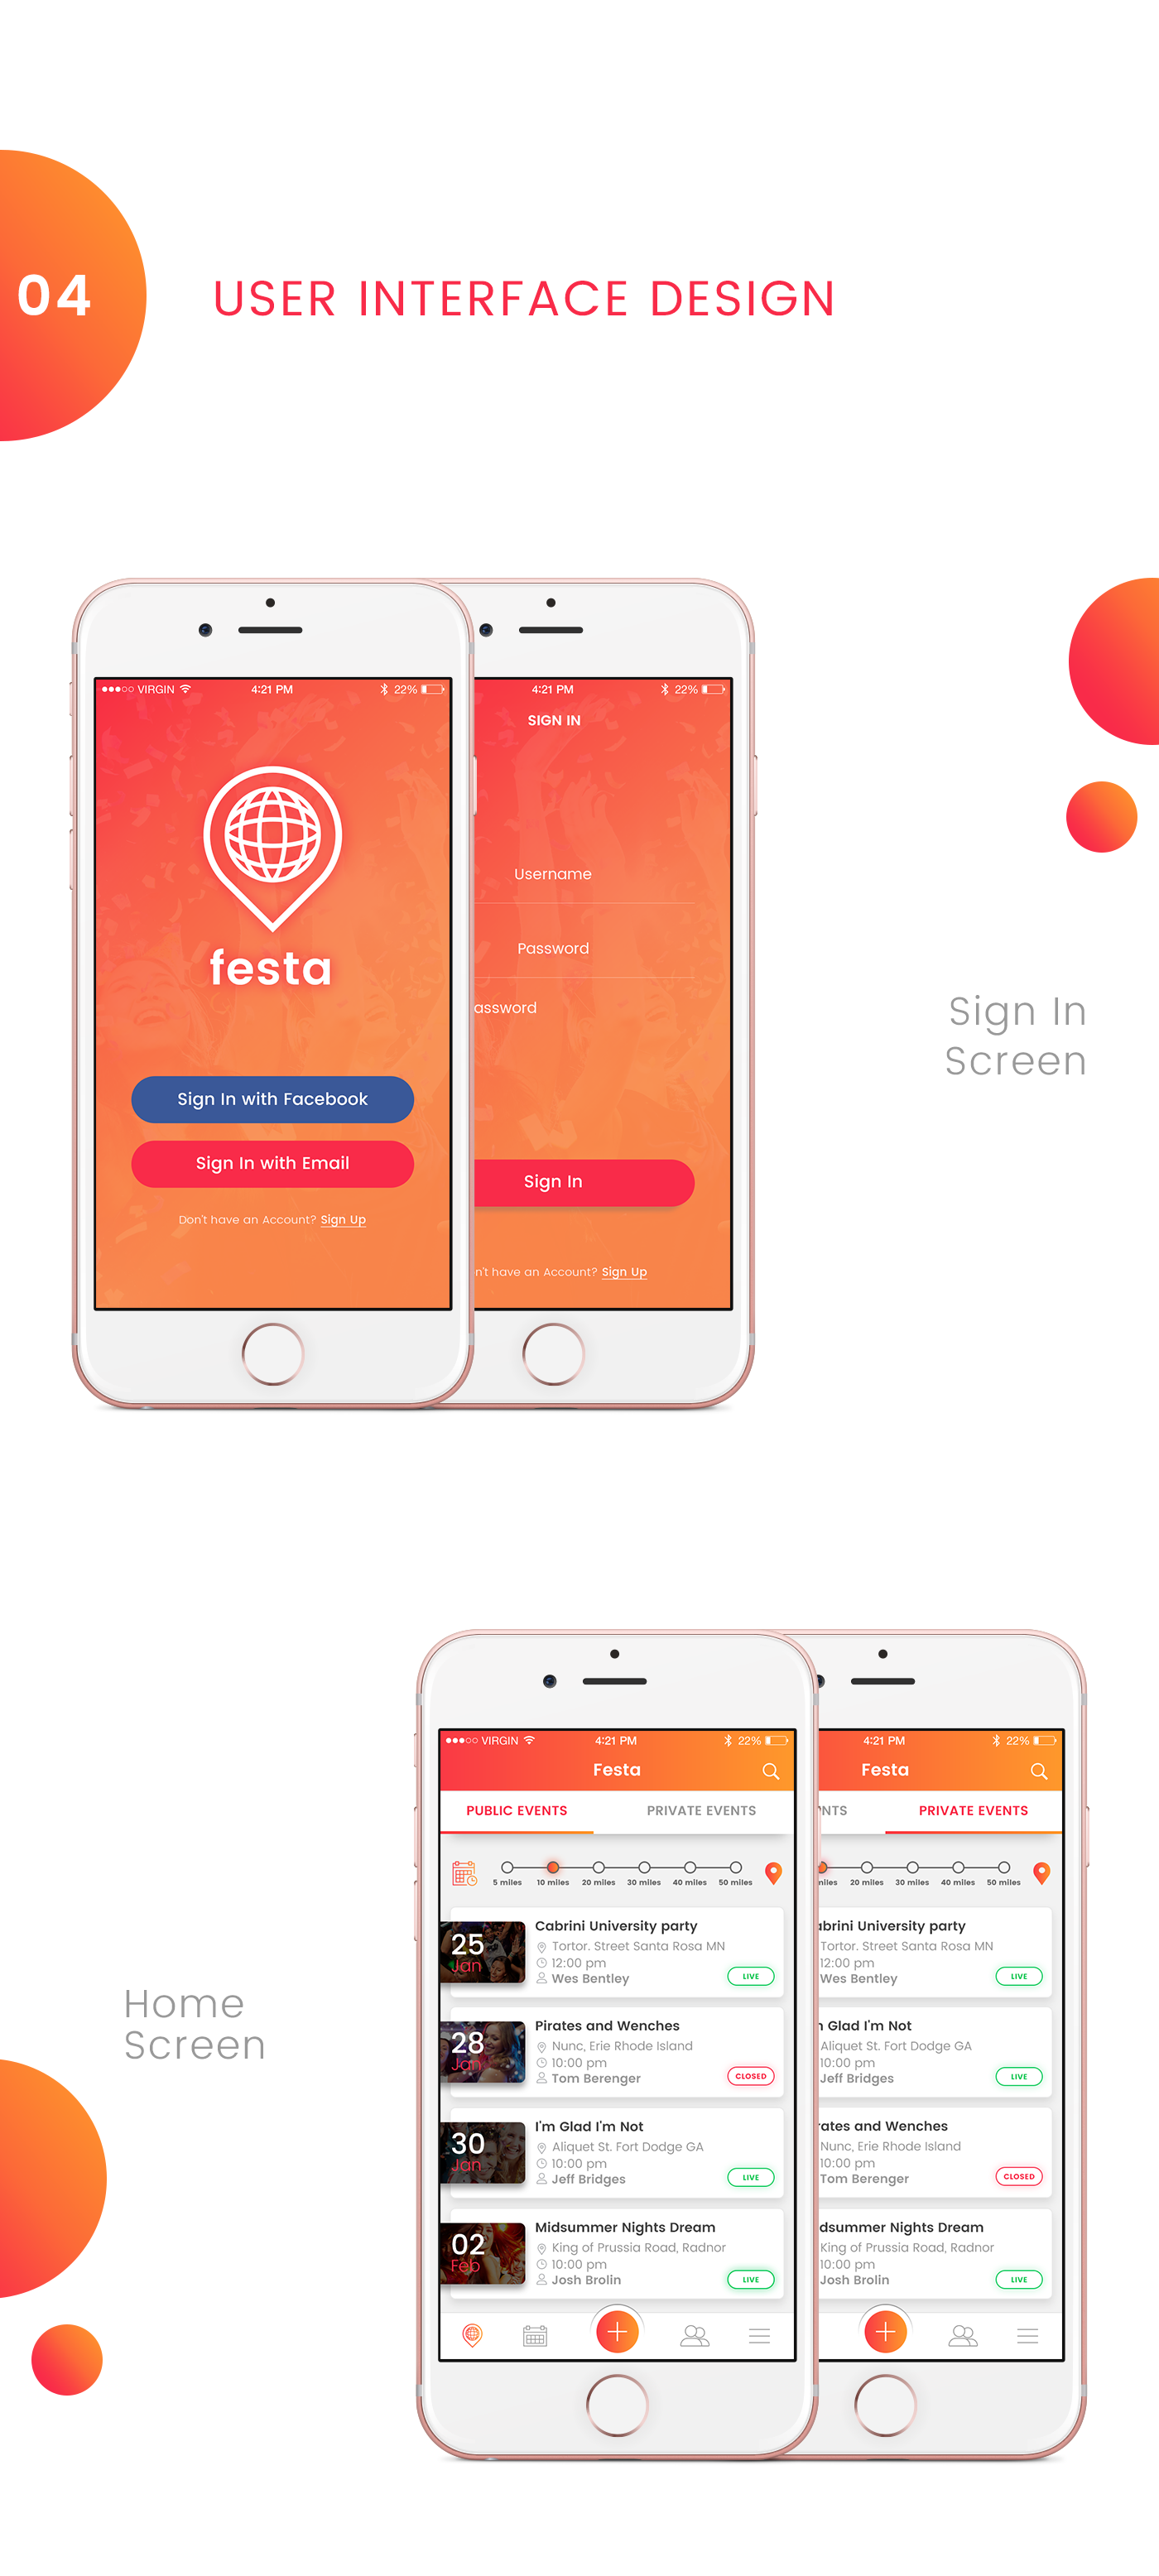 04
USER INTERFACE DESIGN
VIRGIN 4:21 PM 22%
festa
Sign In with Facebook
Sign In with Email
Don't have an Account? Sign Up
4:21 PM 22%
SIGN IN
Username
Password
assword
Sign In
n't have an Account? Sign Up
Sign In
Screen
Home
Screen
VIRGIN 4:21 PM 22%
Festa
PUBLIC EVENTS PRIVATE EVENTS
5 miles 10 miles 20 miles 30 miles 40 miles 50 miles
25
Jan
Cabrini University party
Tortor. Street Santa Rosa MN
12:00 pm
Wes Bentley
LIVE
28
Jan
Pirates and Wenches
Nunc, Erie Rhode Island
10:00 pm
Tom Berenger
CLOSED
30
Jan
I'm Glad I'm Not
Aliquet St. Fort Dodge GA
10:00 pm
Jeff Bridges
LIVE
02
Feb
Midsummer Nights Dream
King of Prussia Road, Radnor
10:00 pm
Josh Brolin
LIVE
4:21 PM 22%
Festa
NTS PRIVATE EVENTS
miles 20 miles 30 miles 40 miles 50 miles
abrini University party
Tortor. Street Santa Rosa MN
12:00 pm
Wes Bentley
LIVE
n Glad I'm Not
Aliquet St. Fort Dodge GA
10:00 pm
Jeff Bridges
LIVE
rates and Wenches
Nunc, Erie Rhode Island
10:00 pm
Tom Berenger
CLOSED
dsummer Nights Dream
King of Prussia Road, Radnor
10:00 pm
Josh Brolin
LIVE